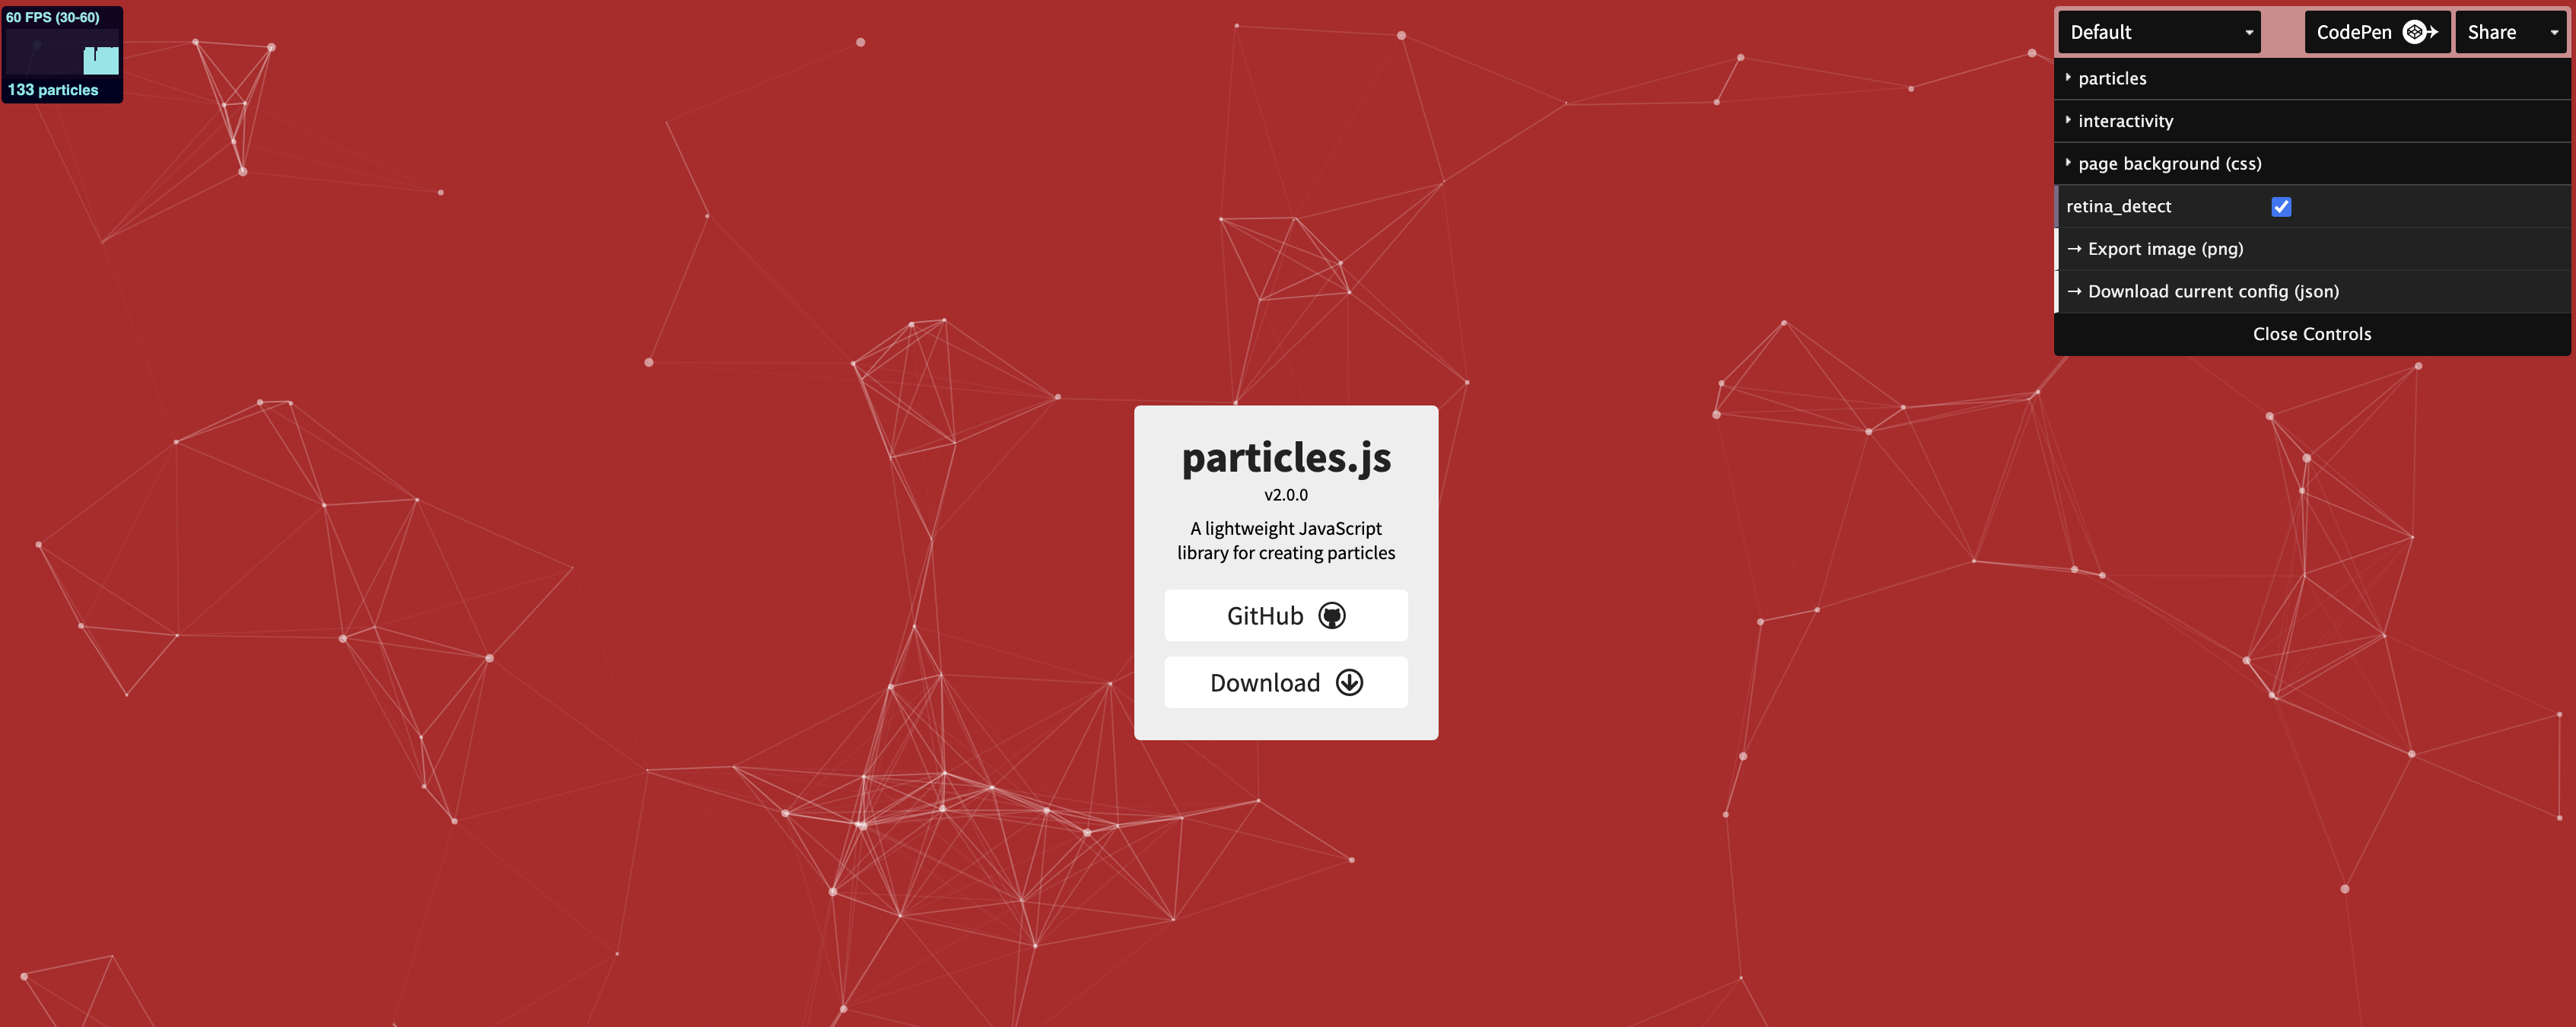 60 FPS (30-60)
133 particles
Default
CodePen
Share
particles
interactivity
page background (css)
retina_detect
→ Export image (png)
→ Download current config (json)
Close Controls
particles.js
v2.0.0
A lightweight JavaScript
library for creating particles
GitHub
Download